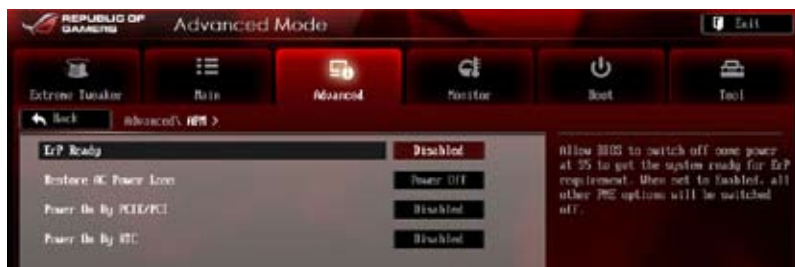 REPUBLIC OF
GAMERS
Advanced Mode
Exit
Extreme Tweaker
Main
Advanced
Monitor
Boot
Tool
Back
Advanced\ APM >
ErP Ready
Disabled
Restore AC Power Loss
Power Off
Power On By PCIE/PCI
Disabled
Power On By RTC
Disabled
Allow BIOS to switch off some power
at S5 to get the system ready for ErP
requirement. When set to Enabled, all
other PME options will be switched
off.